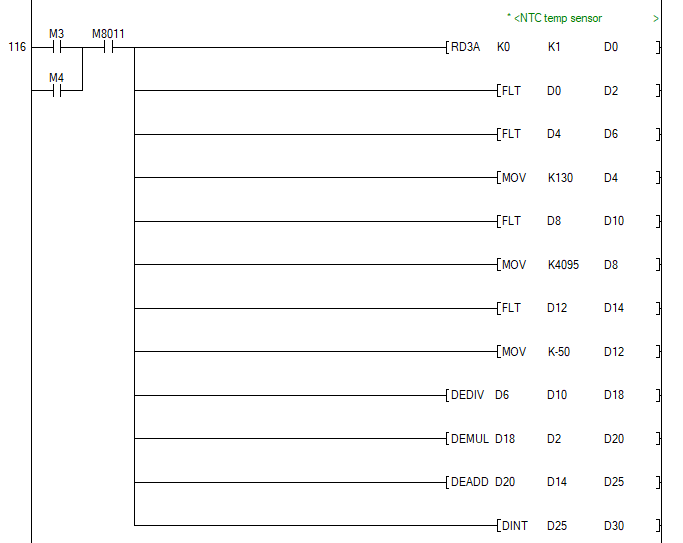 * <NTC temp sensor >
M3 M8011
116 [RD3A K0 K1 D0 ]
M4
[FLT D0 D2 ]
[FLT D4 D6 ]
[MOV K130 D4 ]
[FLT D8 D10 ]
[MOV K4095 D8 ]
[FLT D12 D14 ]
[MOV K-50 D12 ]
[DEDIV D6 D10 D18 ]
[DEMUL D18 D2 D20 ]
[DEADD D20 D14 D25 ]
[DINT D25 D30 ]